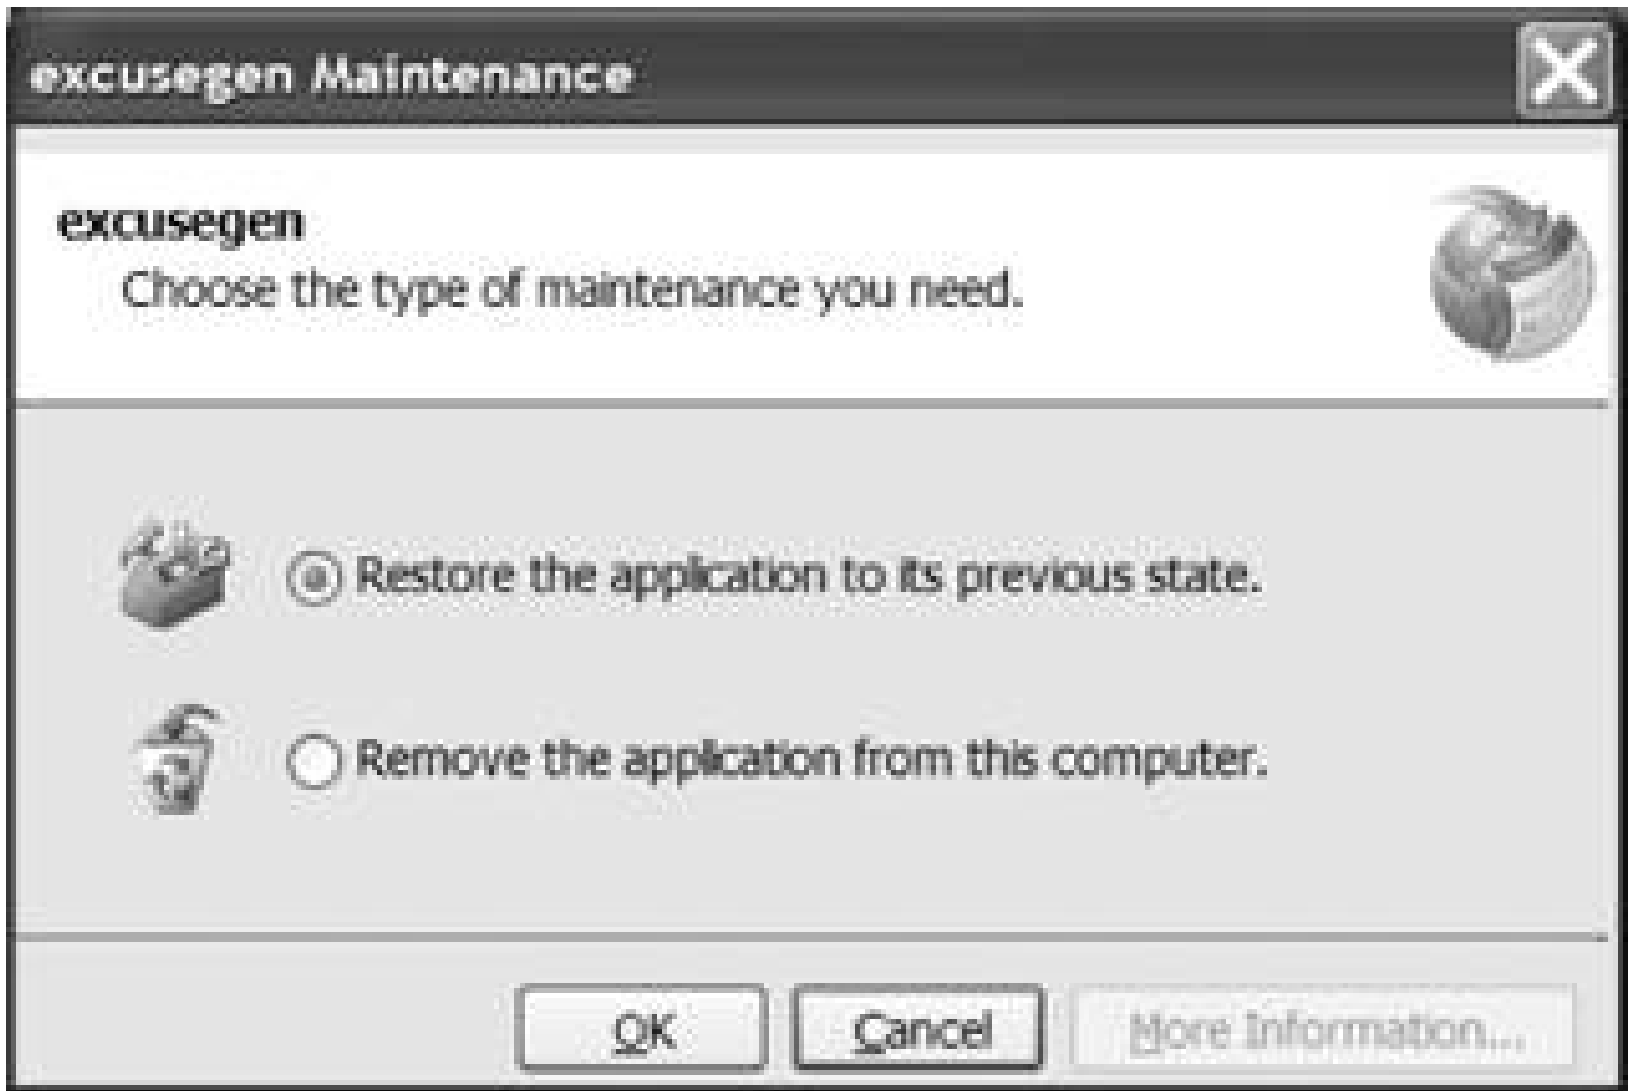 excusegen Maintenance
excusegen
Choose the type of maintenance you need.
Restore the application to its previous state.
Remove the application from this computer.
OK
Cancel
More Information...